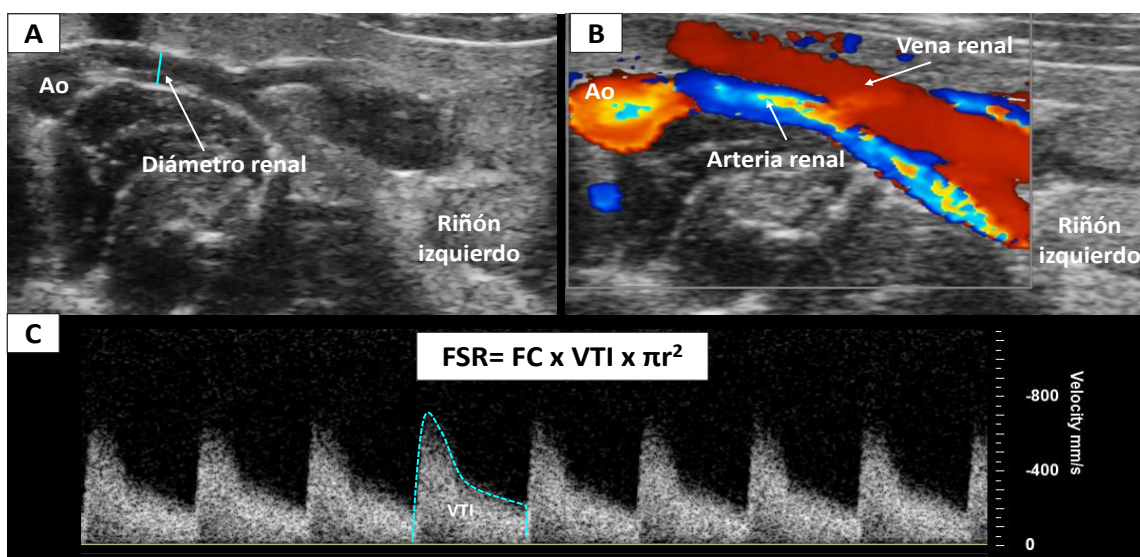 A
Ao
Diámetro renal
Riñón
izquierdo
B
Vena renal
Ao
Arteria renal
Riñón
izquierdo
C
FSR= FC x VTI x πr²
VTI
-800
-400
0
Velocity mm/s